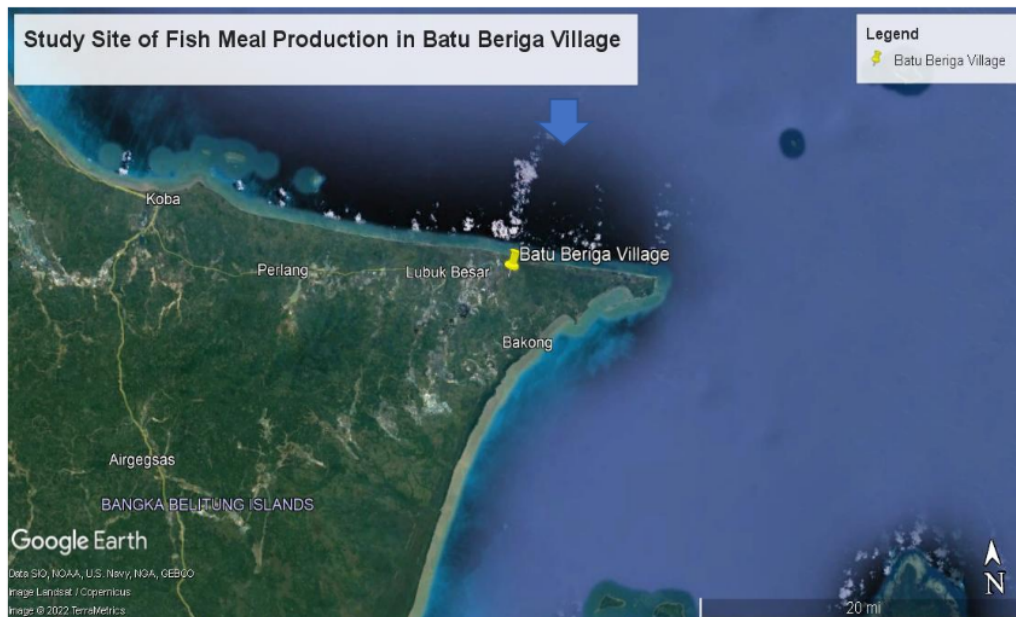 Study Site of Fish Meal Production in Batu Beriga Village
Legend
Batu Beriga Village
Koba
Batu Beriga Village
Perlang
Lubuk Besar
Bakong
Airgegsas
BANGKA BELITUNG ISLANDS
Google Earth
Data SIO, NOAA, U.S. Navy, NGA, GEBCO
Image Landsat / Copernicus
Image © 2022 TerraMetrics
N
20 mi